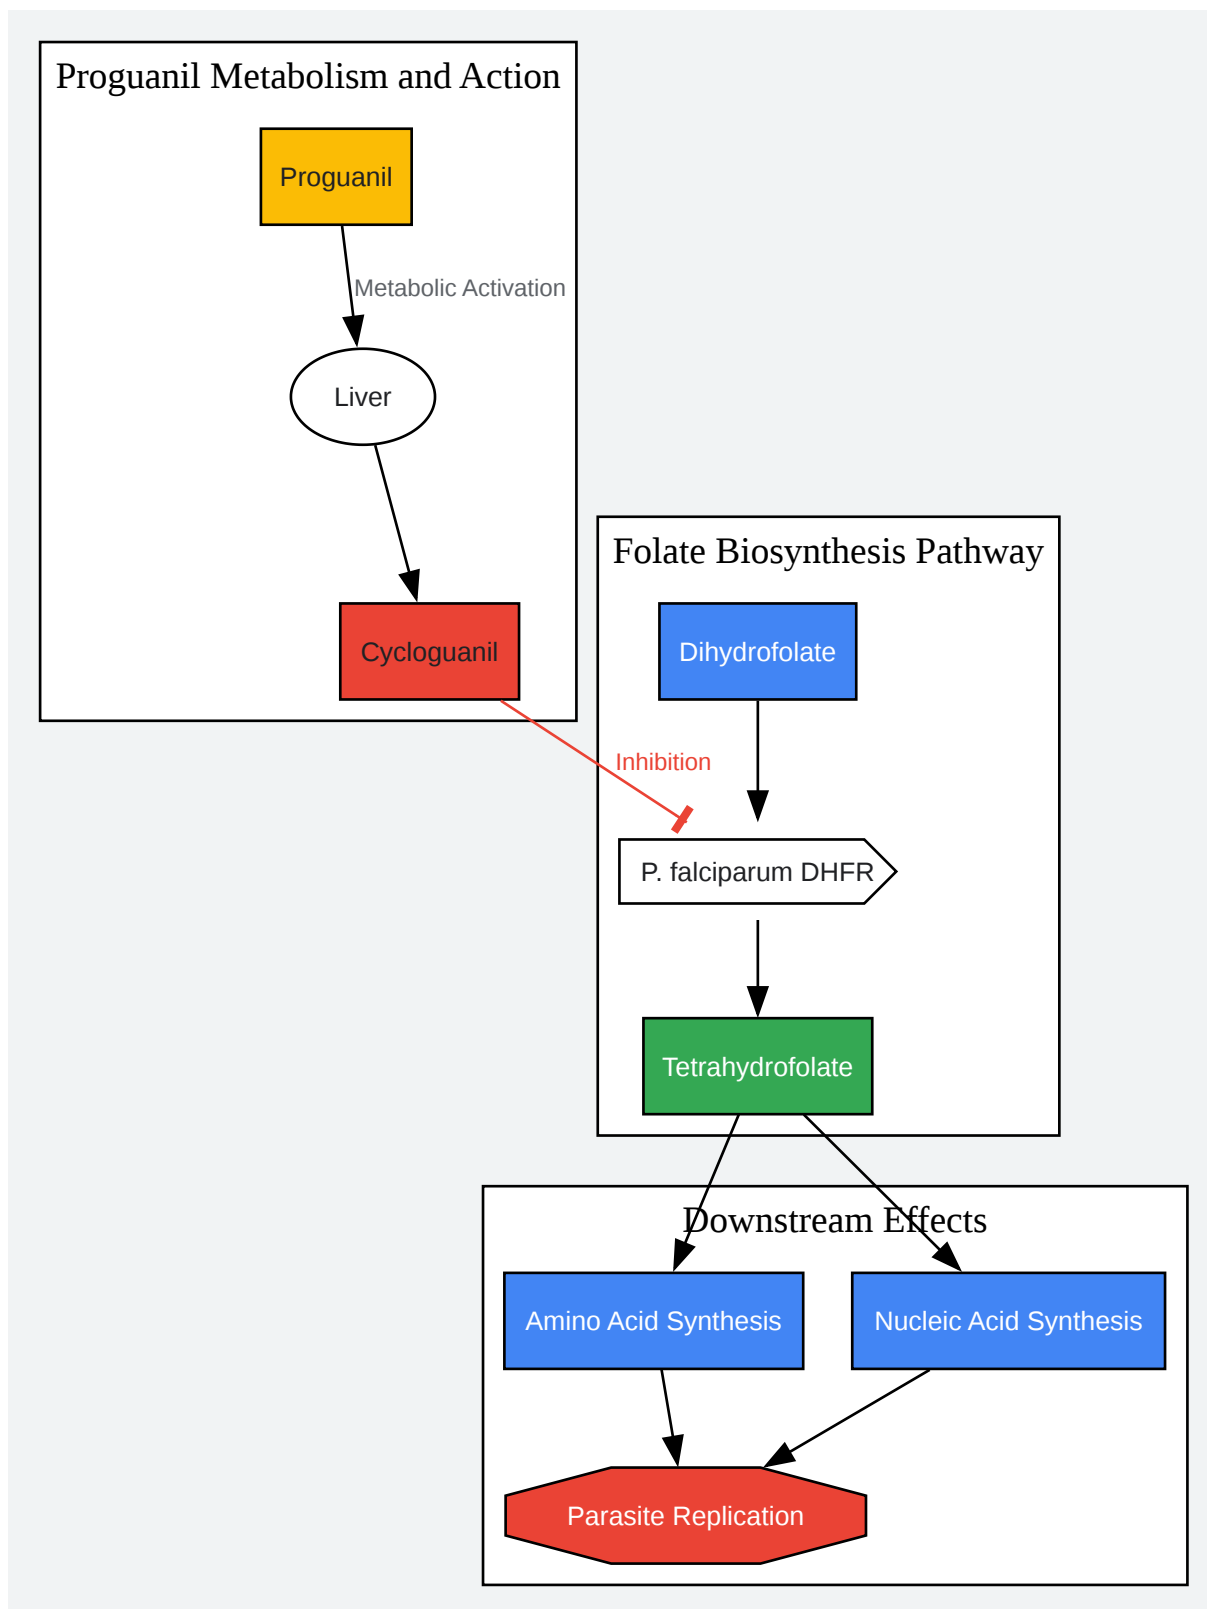 Proguanil Metabolism and Action
Proguanil
Metabolic Activation
Liver
Cycloguanil
Folate Biosynthesis Pathway
Dihydrofolate
Inhibition
P. falciparum DHFR
Tetrahydrofolate
Downstream Effects
Amino Acid Synthesis
Nucleic Acid Synthesis
Parasite Replication